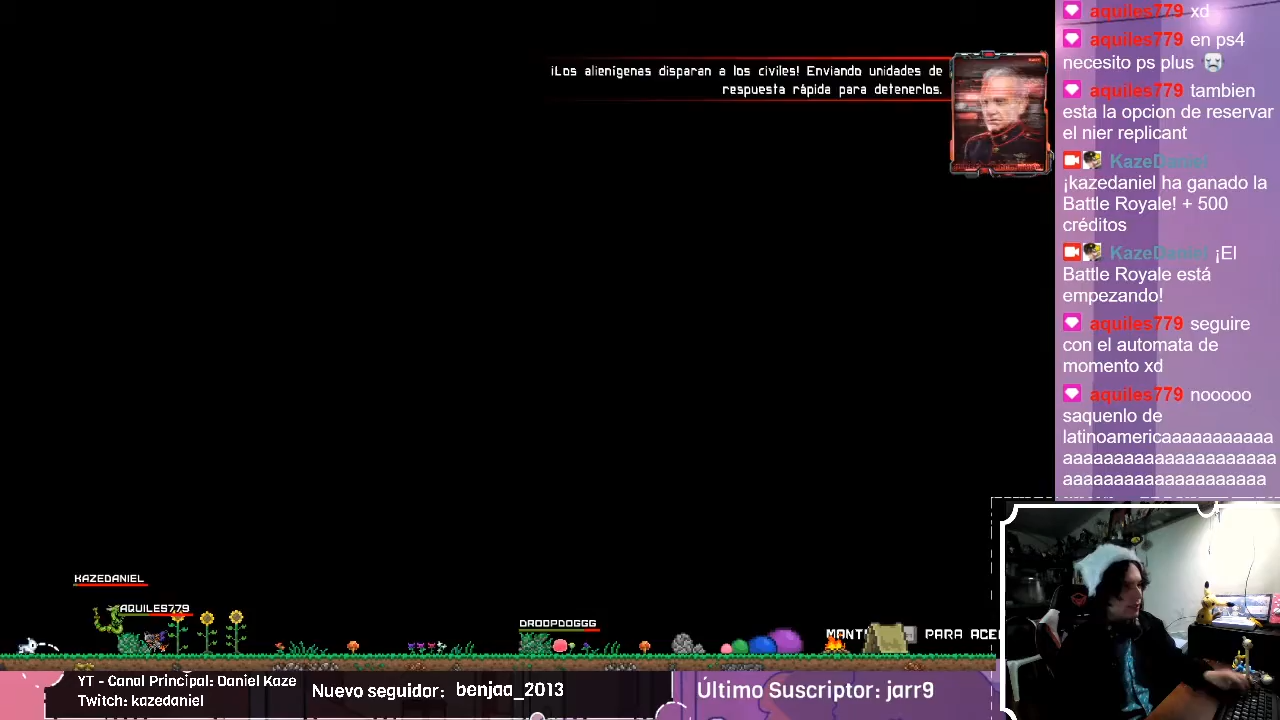 ¡Los alienígenas disparan a los civiles! Enviando unidades de
respuesta rápida para detenerlos.
aquiles779 xd
aquiles779 en ps4
necesito ps plus
aquiles779 tambien
esta la opcion de reservar
el nier replicant
KazeDaniel
¡kazedaniel ha ganado la
Battle Royale! + 500
créditos
KazeDaniel ¡El
Battle Royale está
empezando!
aquiles779 seguire
con el automata de
momento xd
aquiles779 nooooo
saquenlo de
latinoamericaaaaaaaaaaa
aaaaaaaaaaaaaaaaaaaaa
aaaaaaaaaaaaaaaaaaaa
KAZEDANIEL
AQUILES779
DROOPDOGGG
PARA ACE
YT - Canal Principal: Daniel Kaze
Twitch: kazedaniel
Nuevo seguidor: benjaa_2013
Último Suscriptor: jarr9